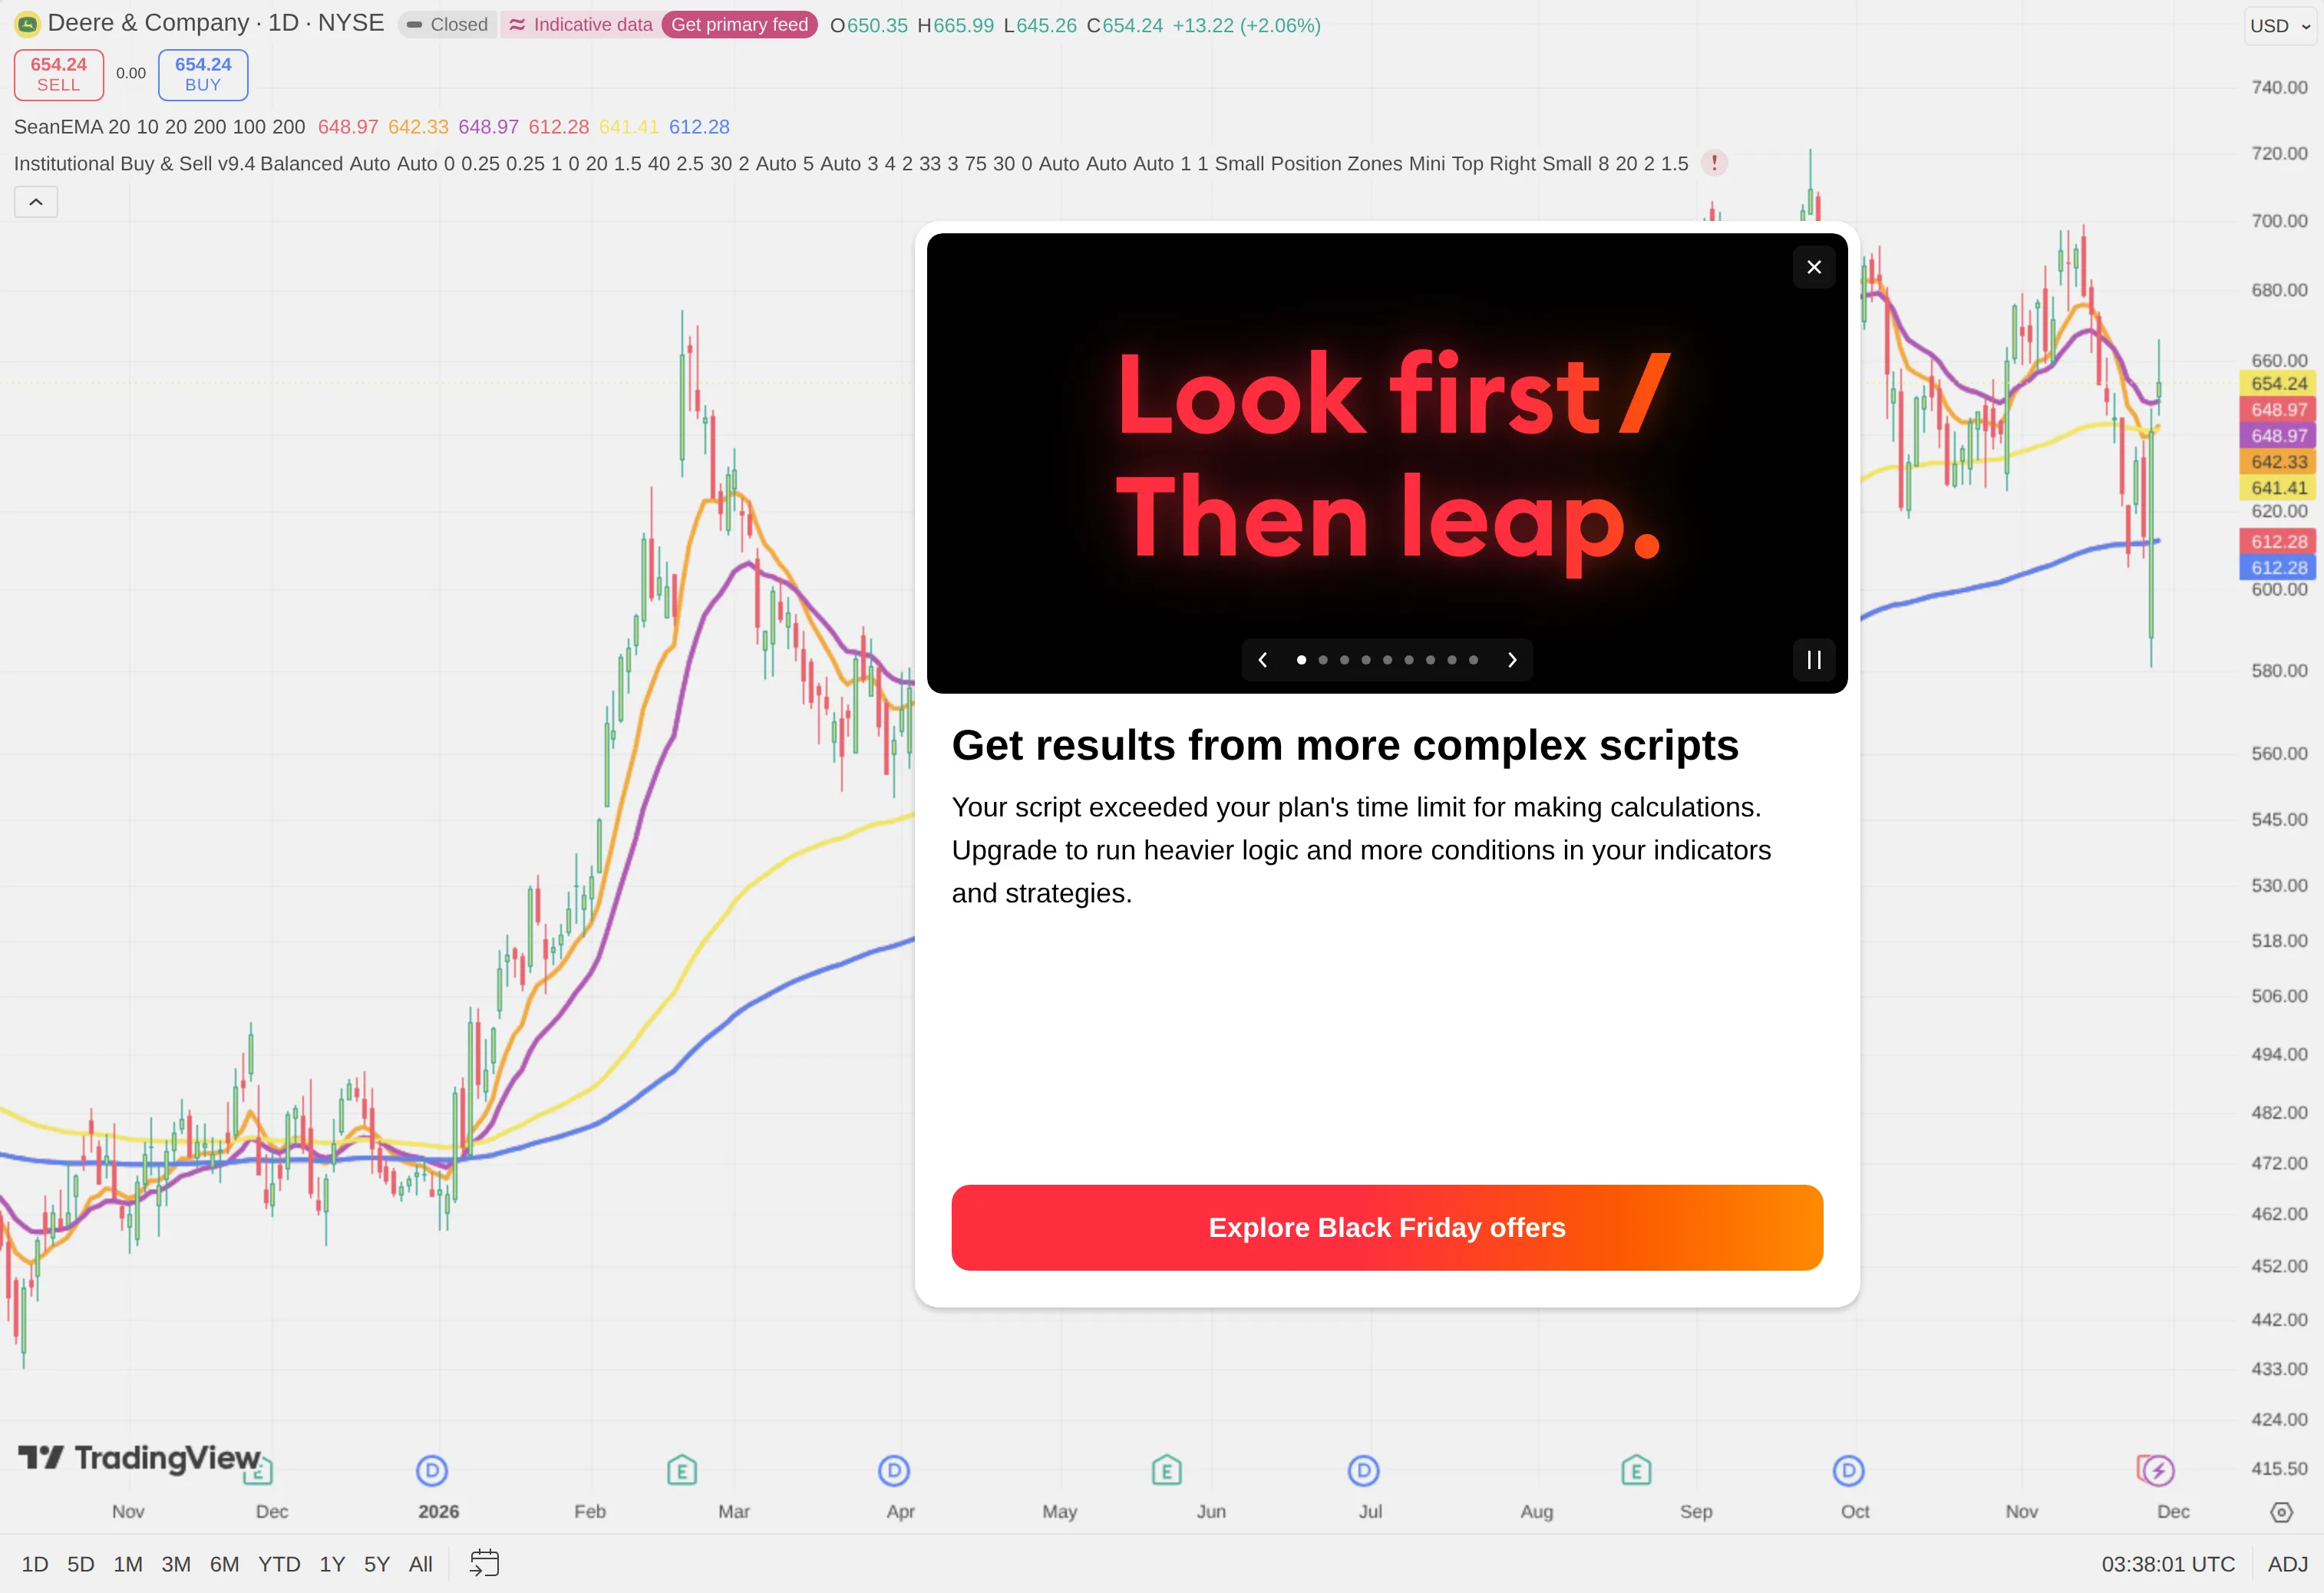 Deere & Company · 1D · NYSE Closed Indicative data Get primary feed O650.35 H665.99 L645.26 C654.24 +13.22 (+2.06%)
USD
654.24 SELL
0.00
654.24 BUY
SeanEMA 20 10 20 200 100 200 648.97 642.33 648.97 612.28 641.41 612.28
Institutional Buy & Sell v9.4 Balanced Auto Auto 0 0.25 0.25 1 0 20 1.5 40 2.5 30 2 Auto 5 Auto 3 4 2 33 3 75 30 0 Auto Auto Auto 1 1 Small Position Zones Mini Top Right Small 8 20 2 1.5 !
Look first /
Then leap.
Get results from more complex scripts
Your script exceeded your plan's time limit for making calculations.
Upgrade to run heavier logic and more conditions in your indicators
and strategies.
Explore Black Friday offers
740.00
720.00
700.00
680.00
660.00
654.24
648.97
648.97
642.33
641.41
620.00
612.28
612.28
600.00
580.00
560.00
545.00
530.00
518.00
506.00
494.00
482.00
472.00
462.00
452.00
442.00
433.00
424.00
415.50
TradingView
E D E D E D E D
Nov Dec 2026 Feb Mar Apr May Jun Jul Aug Sep Oct Nov Dec
1D 5D 1M 3M 6M YTD 1Y 5Y All
03:38:01 UTC ADJ